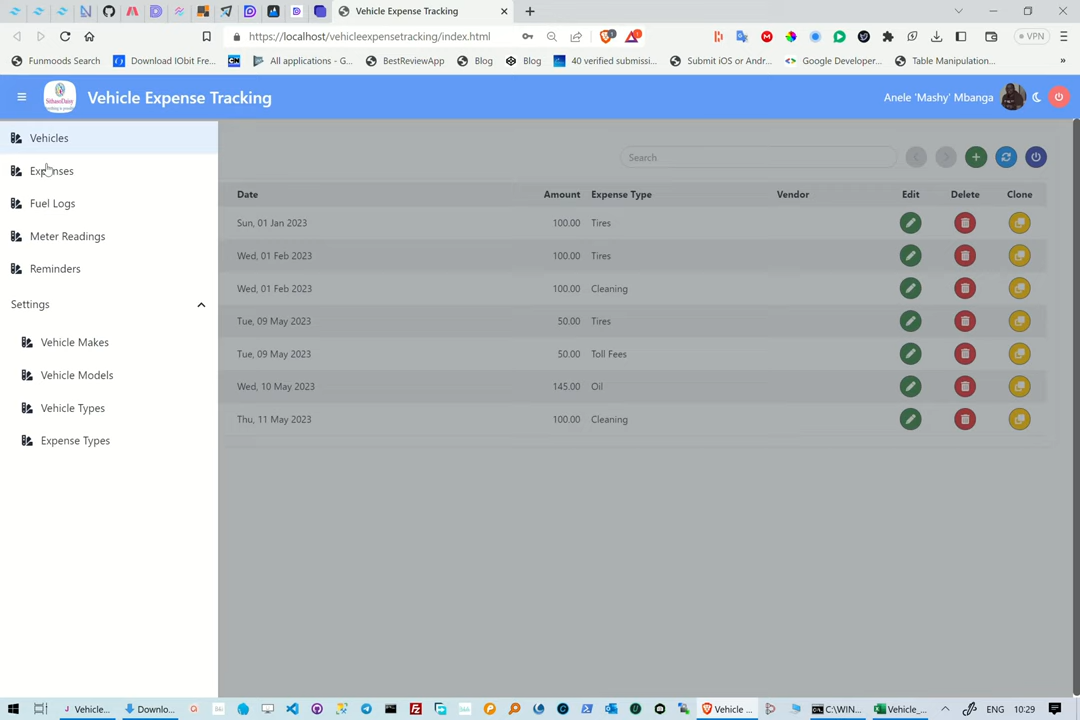 Vehicle Expense Tracking
https://localhost/vehicleexpensetracking/index.html
VPN
Funmoods Search
Download IObit Fre...
All applications - G...
BestReviewApp
Blog
Blog
40 verified submissi...
Submit iOS or Andr...
Google Developer...
Table Manipulation...
Vehicle Expense Tracking
Anele 'Mashy' Mbanga
Vehicles
Expenses
Fuel Logs
Meter Readings
Reminders
Settings
Vehicle Makes
Vehicle Models
Vehicle Types
Expense Types
Search
Date Amount Expense Type Vendor Edit Delete Clone
Sun, 01 Jan 2023 100.00 Tires
Wed, 01 Feb 2023 100.00 Tires
Wed, 01 Feb 2023 100.00 Cleaning
Tue, 09 May 2023 50.00 Tires
Tue, 09 May 2023 50.00 Toll Fees
Wed, 10 May 2023 145.00 Oil
Thu, 11 May 2023 100.00 Cleaning
Vehicle...
Downlo...
Vehicle ...
C:\WIN...
Vehicle_...
ENG
10:29